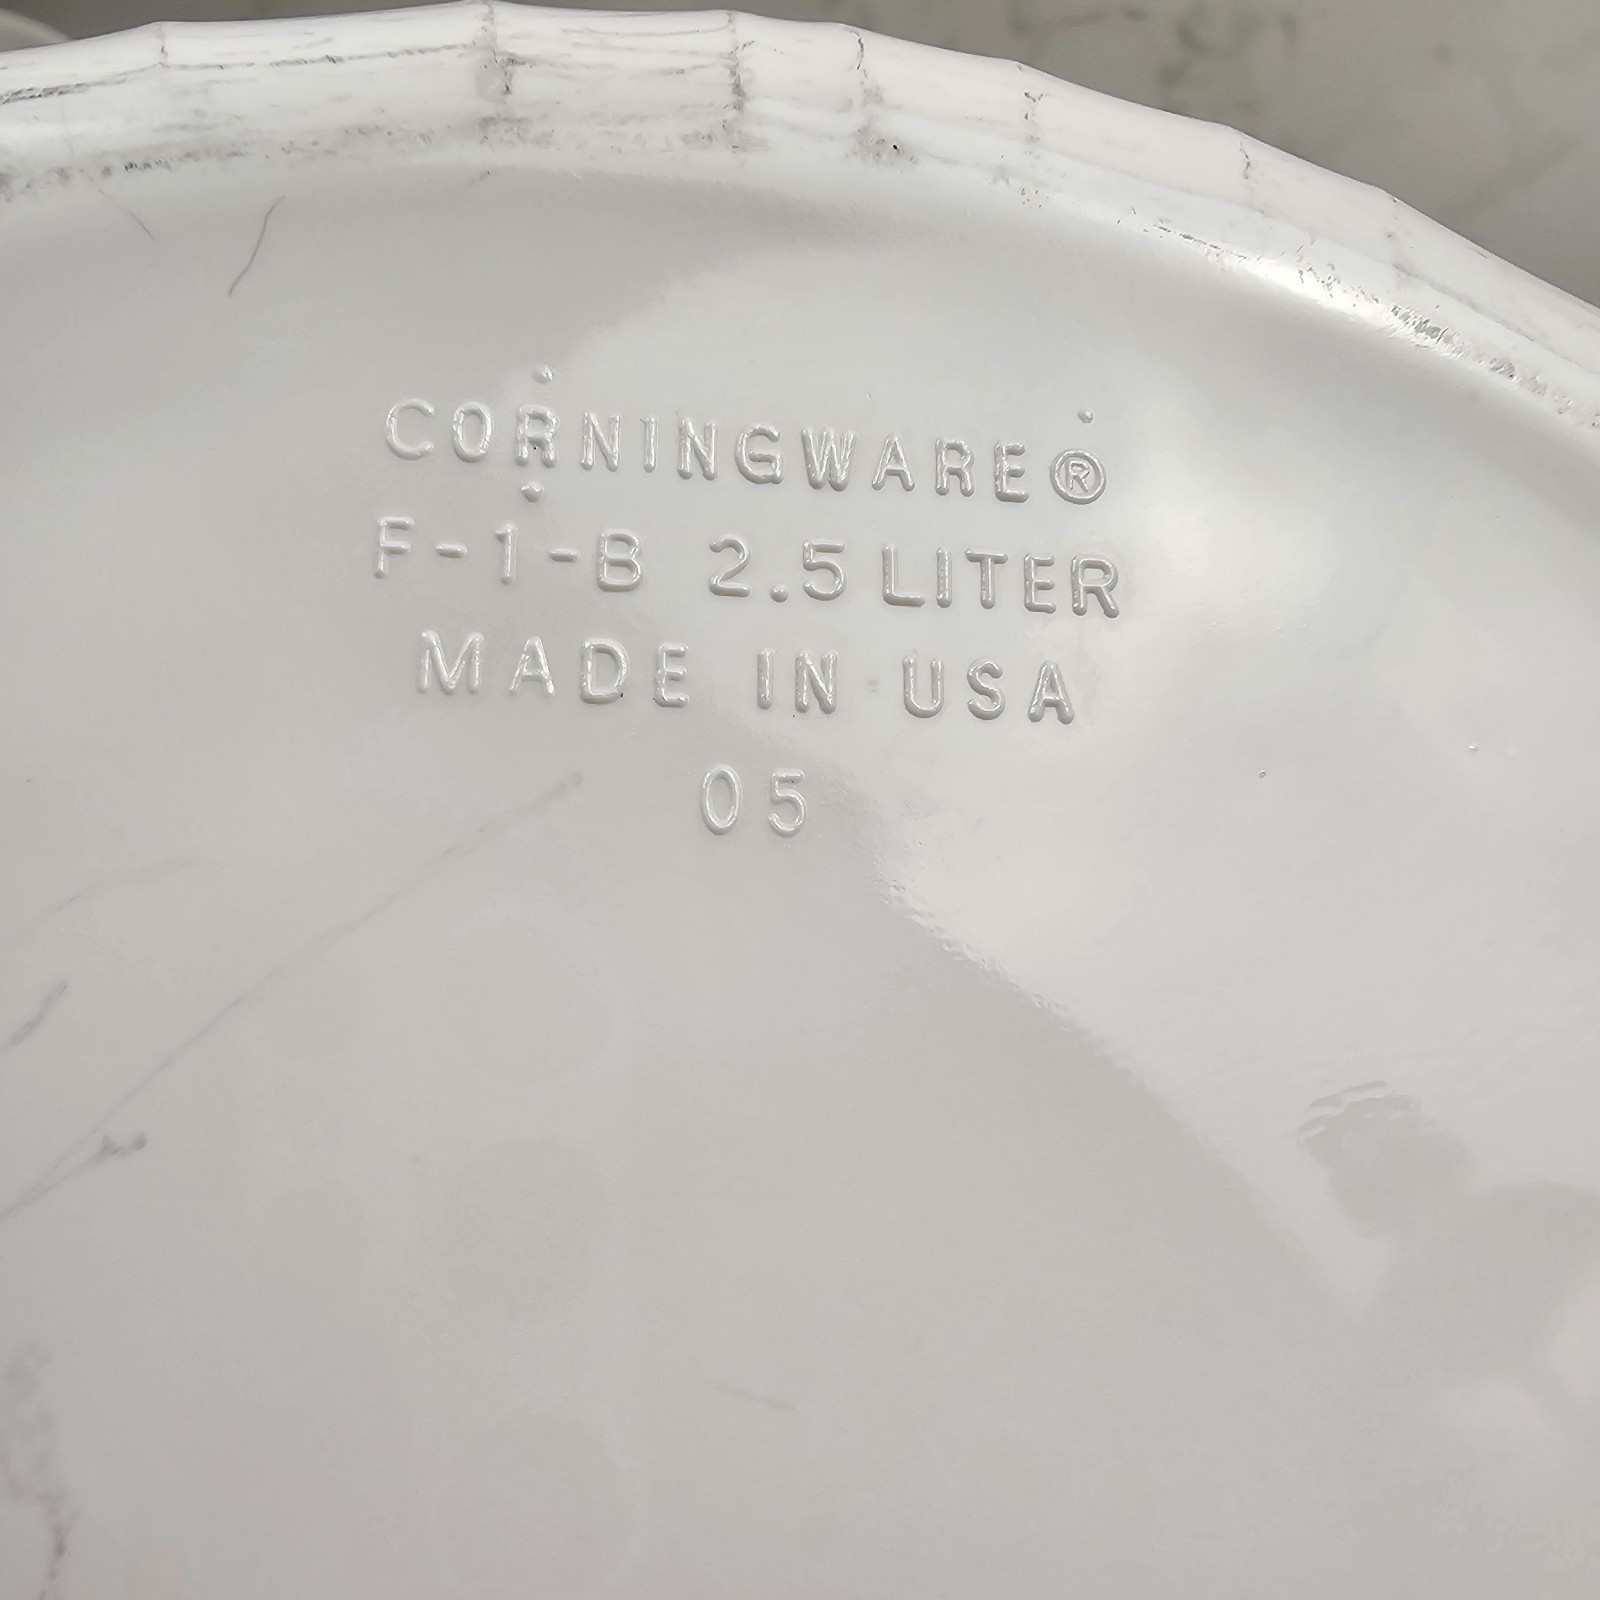 CORNINGWARE®
F-1-B 2.5 LITER
MADE IN USA
05